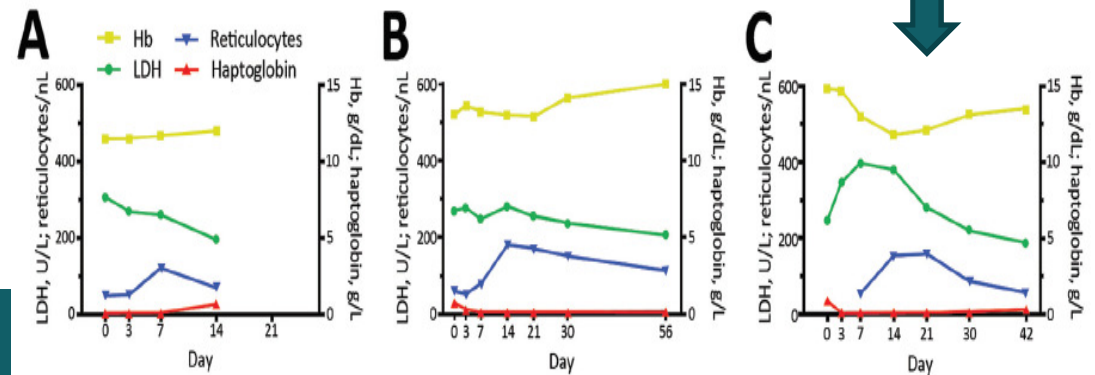 A
Hb
Reticulocytes
LDH
Haptoglobin
LDH, U/L; reticulocytes/nL
600
400
200
0
15
10
5
0
Hb, g/dL; haptoglobin, g/L
0 3 7 14 21
Day
B
LDH, U/L; reticulocytes/nL
600
400
200
0
15
10
5
0
Hb, g/dL; haptoglobin, g/L
0 3 7 14 21 30 56
Day
C
LDH, U/L; reticulocytes/nL
600
400
200
0
15
10
5
0
Hb, g/dL; haptoglobin, g/L
0 3 7 14 21 30 42
Day